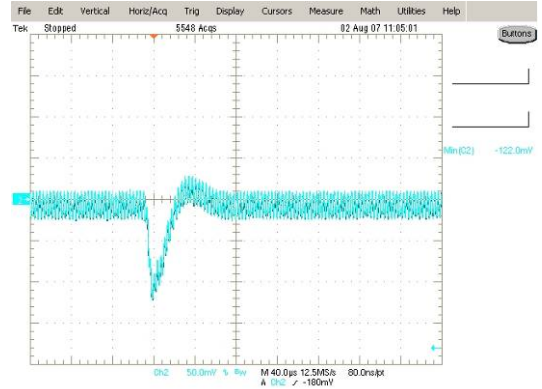 File Edit Vertical Horiz/Acq Trig Display Cursors Measure Math Utilities Help
Tek Stopped 5548 Acqs 02 Aug 07 11:05:01
Buttons
Min(C2) -122.0mV
Ch2 50.0mV Bw M 40.0µs 12.5MS/s 80.0ns/pt
A Ch2 -180mV